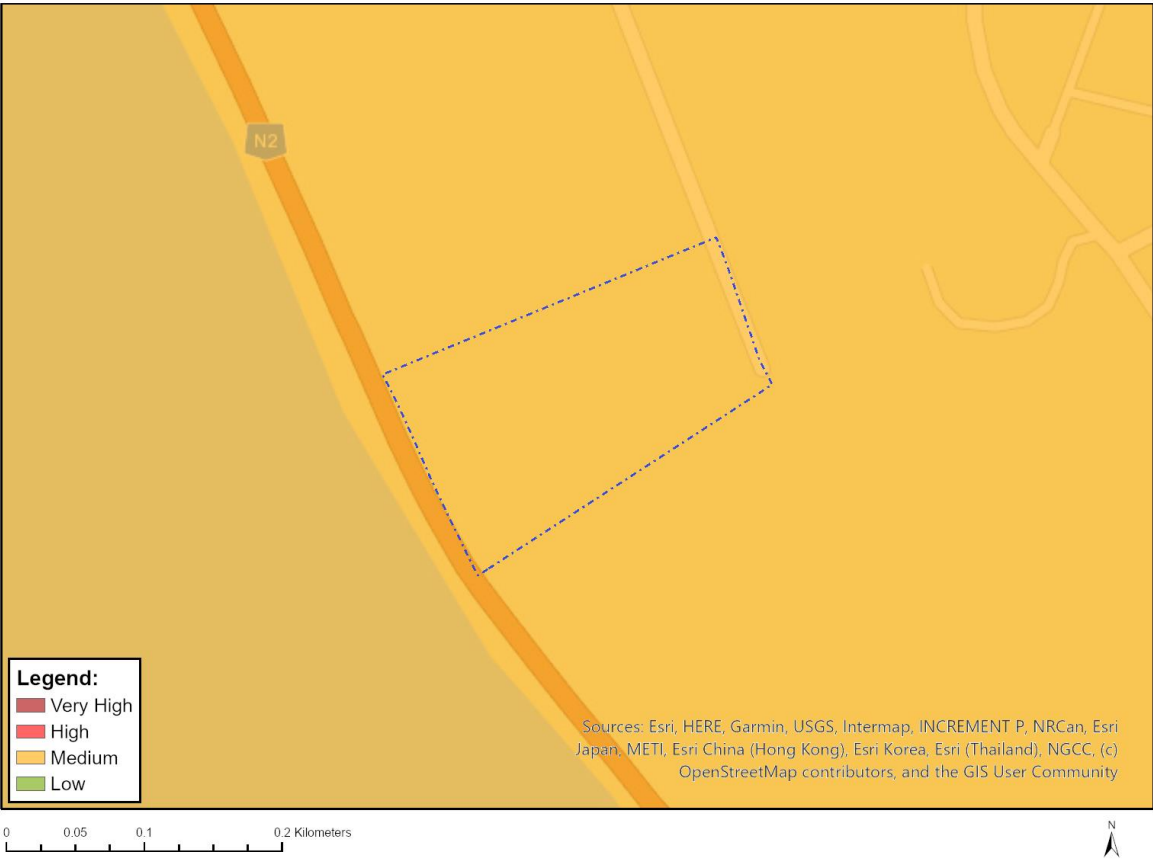 N2
Legend:
Very High
High
Medium
Low
Sources: Esri, HERE, Garmin, USGS, Intermap, INCREMENT P, NRCan, Esri
Japan, METI, Esri China (Hong Kong), Esri Korea, Esri (Thailand), NGCC, (c)
OpenStreetMap contributors, and the GIS User Community
0 0.05 0.1 0.2 Kilometers
N